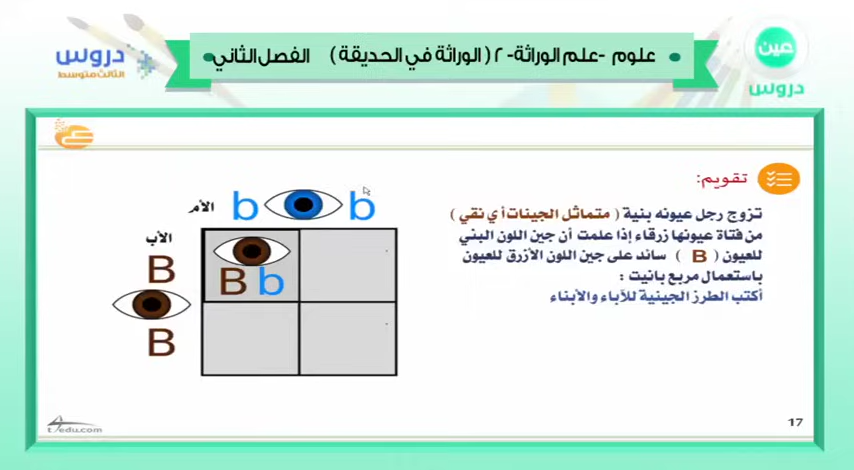 دروس
الثالث متوسط
علوم -علم الوراثة- ٢ ( الوراثة في الحديقة ) الفصل الثاني
عين
دروس
تقويم:
تزوج رجل عيونه بنية ( متماثل الجينات أي نقي )
من فتاة عيونها زرقاء إذا علمت أن جين اللون البني
للعيون ( B ) سائد على جين اللون الأزرق للعيون
باستعمال مربع بانيت :
أكتب الطرز الجينية للآباء والأبناء
الأم b b
الأب
B
B
B b
17
t4edu.com